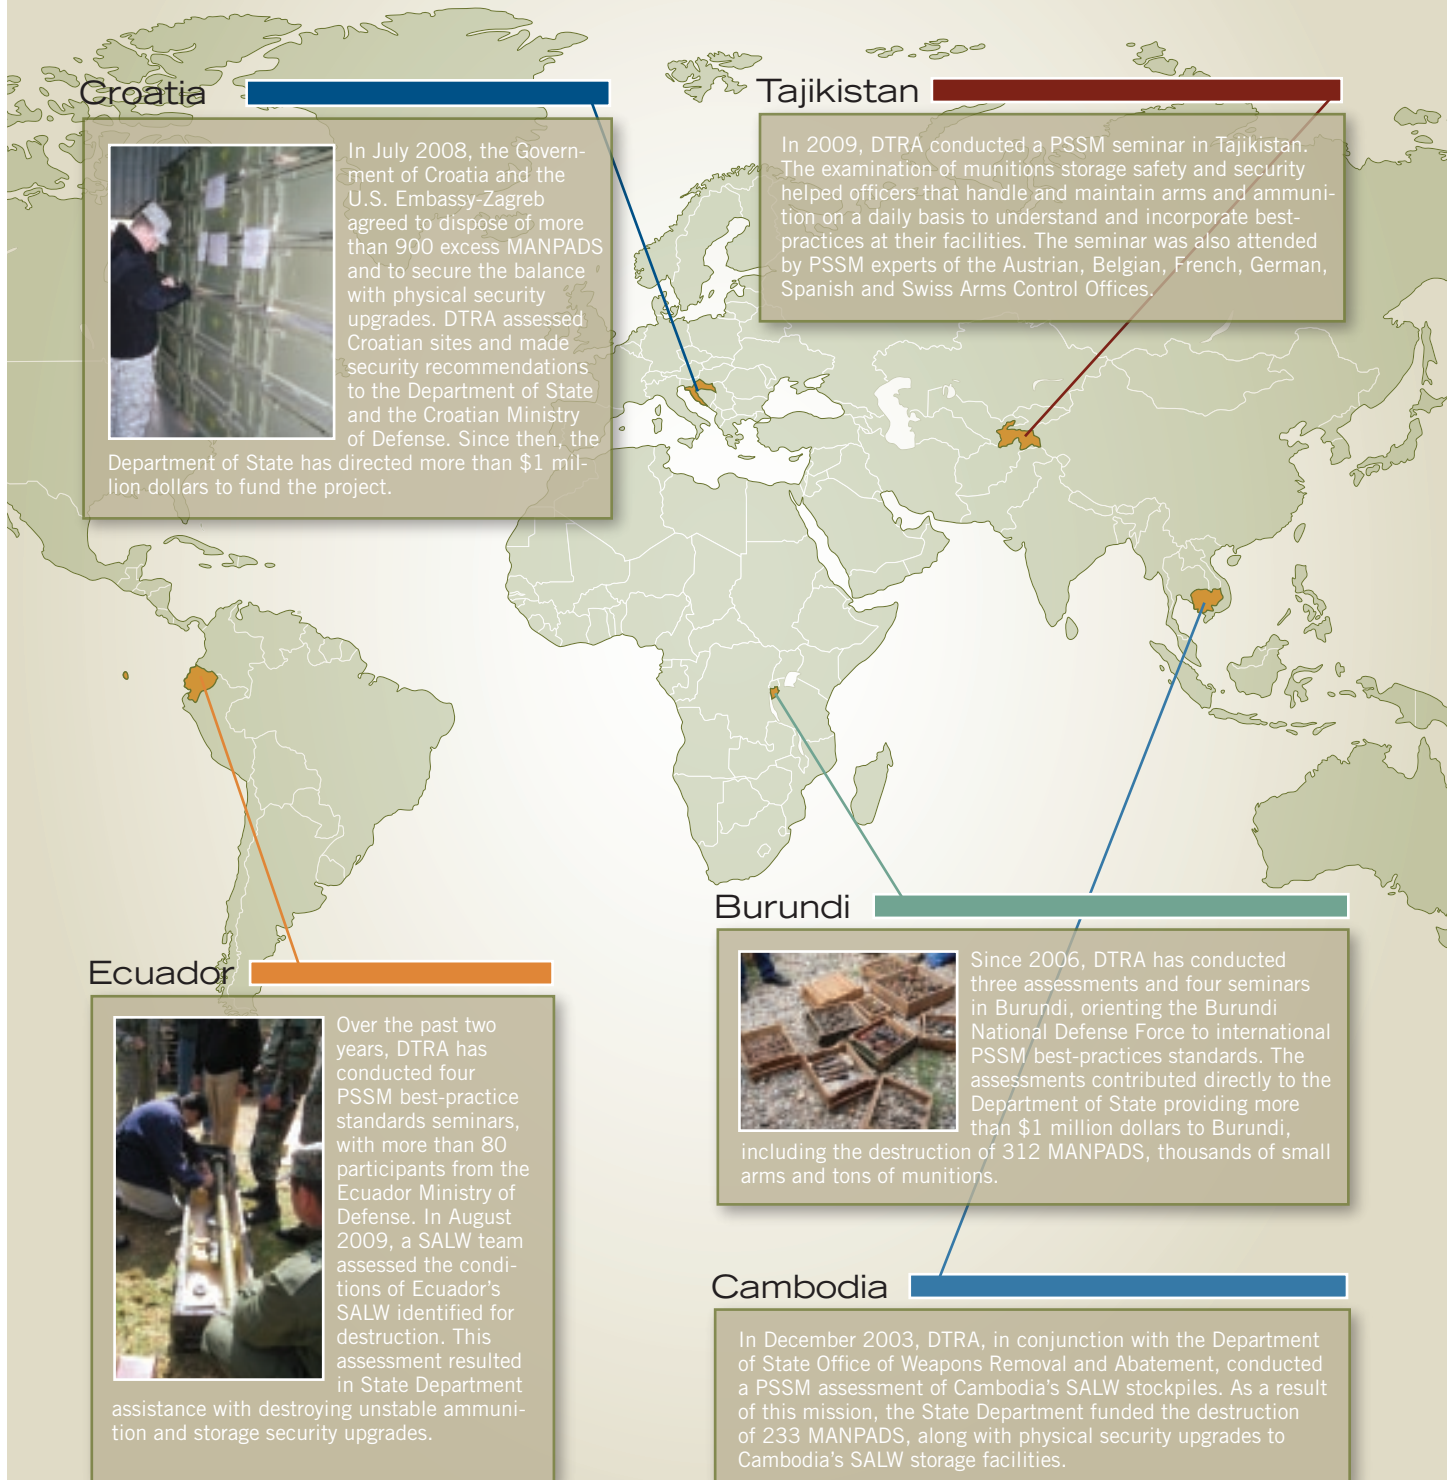 Croatia
In July 2008, the Govern-
ment of Croatia and the
U.S. Embassy-Zagreb
agreed to dispose of more
than 900 excess MANPADS
and to secure the balance
with physical security
upgrades. DTRA assessed
Croatian sites and made
security recommendations
to the Department of State
and the Croatian Ministry
of Defense. Since then, the
Department of State has directed more than $1 mil-
lion dollars to fund the project.
Tajikistan
In 2009, DTRA conducted a PSSM seminar in Tajikistan.
The examination of munitions storage safety and security
helped officers that handle and maintain arms and ammuni-
tion on a daily basis to understand and incorporate best-
practices at their facilities. The seminar was also attended
by PSSM experts of the Austrian, Belgian, French, German,
Spanish and Swiss Arms Control Offices.
Ecuador
Over the past two
years, DTRA has
conducted four
PSSM best-practice
standards seminars,
with more than 80
participants from the
Ecuador Ministry of
Defense. In August
2009, a SALW team
assessed the condi-
tions of Ecuador’s
SALW identified for
destruction. This
assessment resulted
in State Department
assistance with destroying unstable ammuni-
tion and storage security upgrades.
Burundi
Since 2006, DTRA has conducted
three assessments and four seminars
in Burundi, orienting the Burundi
National Defense Force to international
PSSM best-practices standards. The
assessments contributed directly to the
Department of State providing more
than $1 million dollars to Burundi,
including the destruction of 312 MANPADS, thousands of small
arms and tons of munitions.
Cambodia
In December 2003, DTRA, in conjunction with the Department
of State Office of Weapons Removal and Abatement, conducted
a PSSM assessment of Cambodia’s SALW stockpiles. As a result
of this mission, the State Department funded the destruction
of 233 MANPADS, along with physical security upgrades to
Cambodia’s SALW storage facilities.